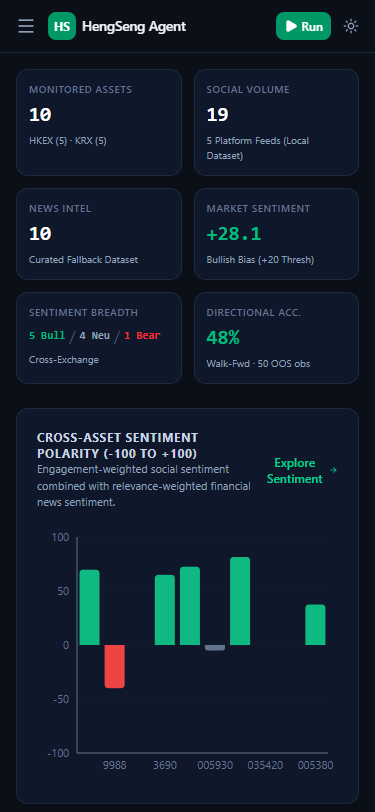 HS HengSeng Agent Run
MONITORED ASSETS
10
HKEX (5) · KRX (5)
SOCIAL VOLUME
19
5 Platform Feeds (Local
Dataset)
NEWS INTEL
10
Curated Fallback Dataset
MARKET SENTIMENT
+28.1
Bullish Bias (+20 Thresh)
SENTIMENT BREADTH
5 Bull / 4 Neu / 1 Bear
Cross-Exchange
DIRECTIONAL ACC.
48%
Walk-Fwd · 50 OOS obs
CROSS-ASSET SENTIMENT
POLARITY (-100 TO +100)
Engagement-weighted social sentiment
combined with relevance-weighted financial
news sentiment.
Explore
Sentiment →
100
50
0
-50
-100
9988 3690 005930 035420 005380